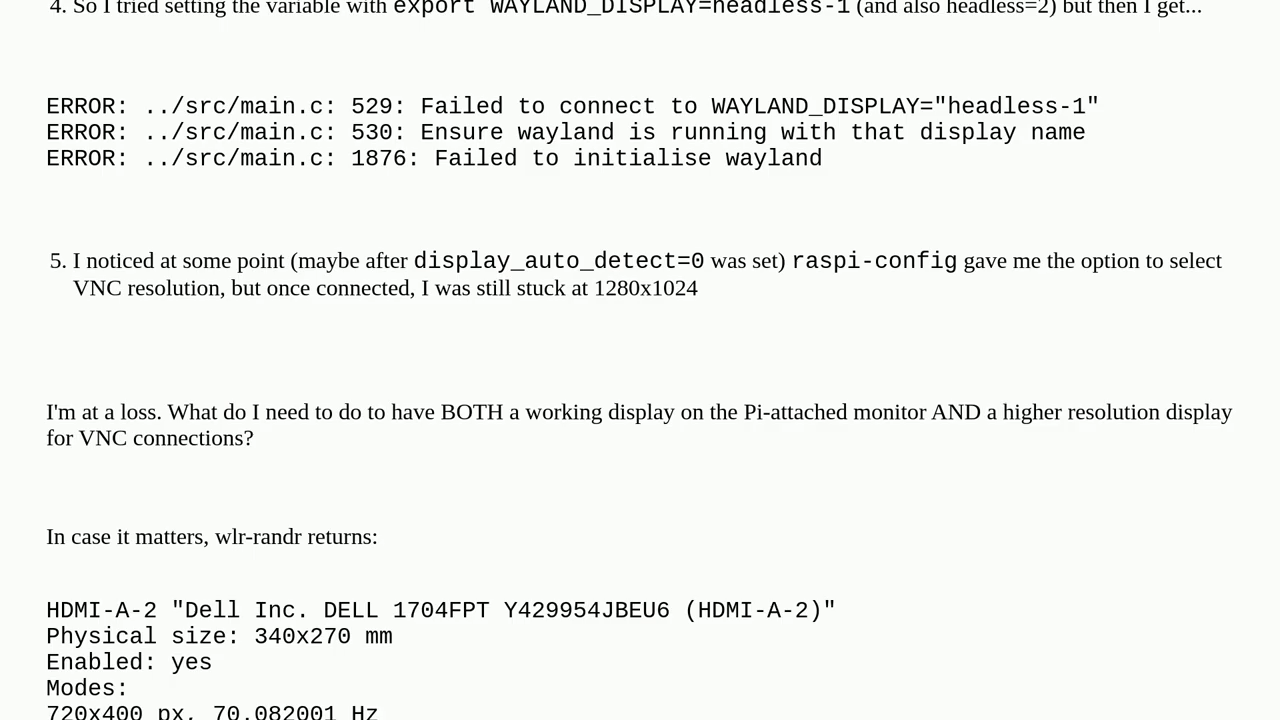 4. So I tried setting the variable with export WAYLAND_DISPLAY=headless-1 (and also headless=2) but then I get...
ERROR: ../src/main.c: 529: Failed to connect to WAYLAND_DISPLAY="headless-1"
ERROR: ../src/main.c: 530: Ensure wayland is running with that display name
ERROR: ../src/main.c: 1876: Failed to initialise wayland
5. I noticed at some point (maybe after display_auto_detect=0 was set) raspi-config gave me the option to select
VNC resolution, but once connected, I was still stuck at 1280x1024
I'm at a loss. What do I need to do to have BOTH a working display on the Pi-attached monitor AND a higher resolution display
for VNC connections?
In case it matters, wlr-randr returns:
HDMI-A-2 "Dell Inc. DELL 1704FPT Y429954JBEU6 (HDMI-A-2)"
Physical size: 340x270 mm
Enabled: yes
Modes:
720x400 px, 70.082001 Hz